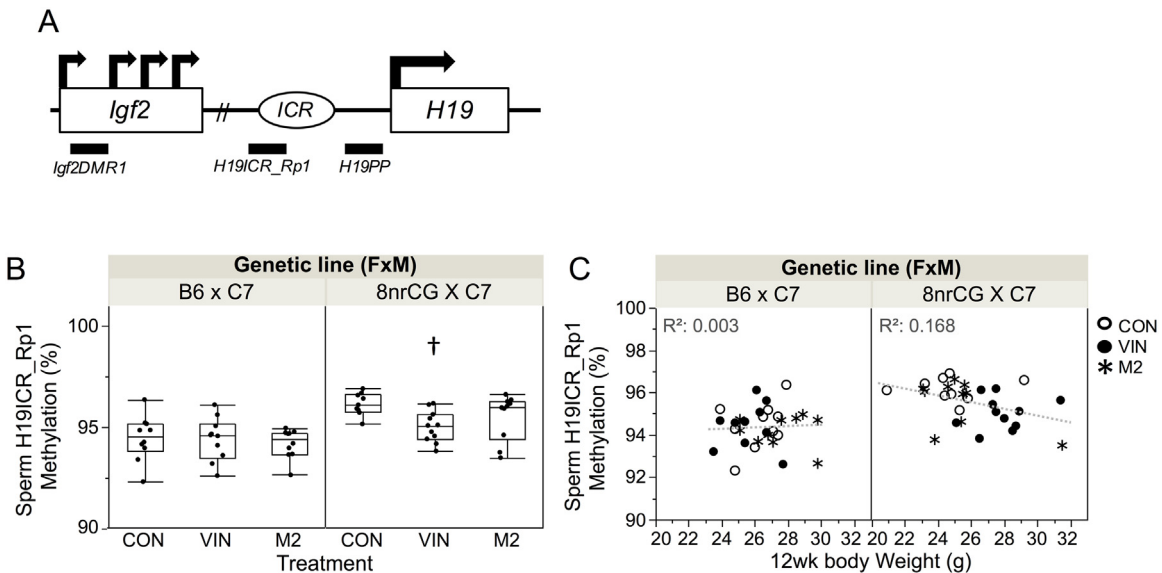 A
Igf2
//
ICR
H19
Igf2DMR1
H19ICR_Rp1
H19PP
B
Genetic line (FxM)
B6 x C7
8nrCG X C7
Sperm H19ICR_Rp1
Methylation (%)
100
95
90
†
CON
VIN
M2
CON
VIN
M2
Treatment
C
Genetic line (FxM)
B6 x C7
8nrCG X C7
R²: 0.003
R²: 0.168
Sperm H19ICR_Rp1
Methylation (%)
100
98
96
94
92
90
20 22 24 26 28 30 32
20 22 24 26 28 30 32
12wk body Weight (g)
CON
VIN
M2